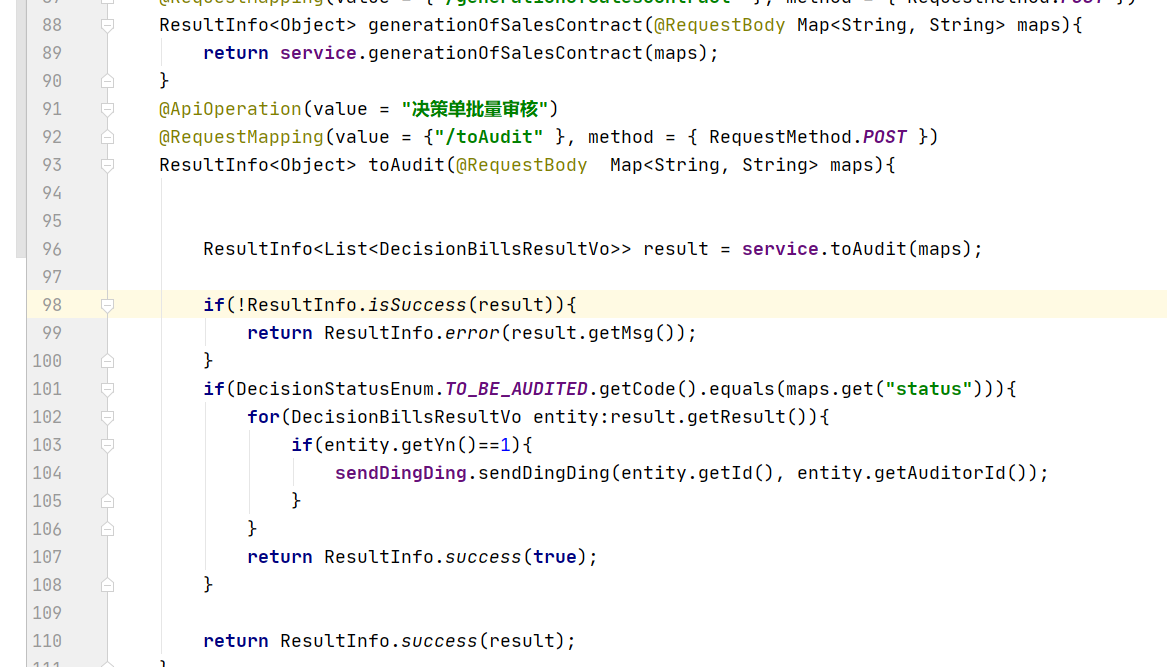 87 @RequestMapping(value = { "/generationOfSalesContract" }, method = { RequestMethod.POST })
88 ResultInfo<Object> generationOfSalesContract(@RequestBody Map<String, String> maps){
89 return service.generationOfSalesContract(maps);
90 }
91 @ApiOperation(value = "决策单批量审核")
92 @RequestMapping(value = {"/toAudit" }, method = { RequestMethod.POST })
93 ResultInfo<Object> toAudit(@RequestBody  Map<String, String> maps){
94
95
96 ResultInfo<List<DecisionBillsResultVo>> result = service.toAudit(maps);
97
98 if(!ResultInfo.isSuccess(result)){
99 return ResultInfo.error(result.getMsg());
100 }
101 if(DecisionStatusEnum.TO_BE_AUDITED.getCode().equals(maps.get("status"))){
102 for(DecisionBillsResultVo entity:result.getResult()){
103 if(entity.getYn()==1){
104 sendDingDing.sendDingDing(entity.getId(), entity.getAuditorId());
105 }
106 }
107 return ResultInfo.success(true);
108 }
109
110 return ResultInfo.success(result);
111 }